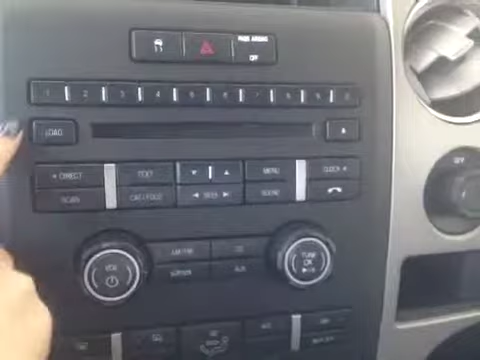 PASS AIRBAG
OFF
1 2 3 4 5 6 7 8 9 0
LOAD
DIRECT TEXT MENU CLOCK
SCAN CAT/FOLD SEEK SOUND
VOL
AM/FM CD
AUX
TUNE
OK
OFF